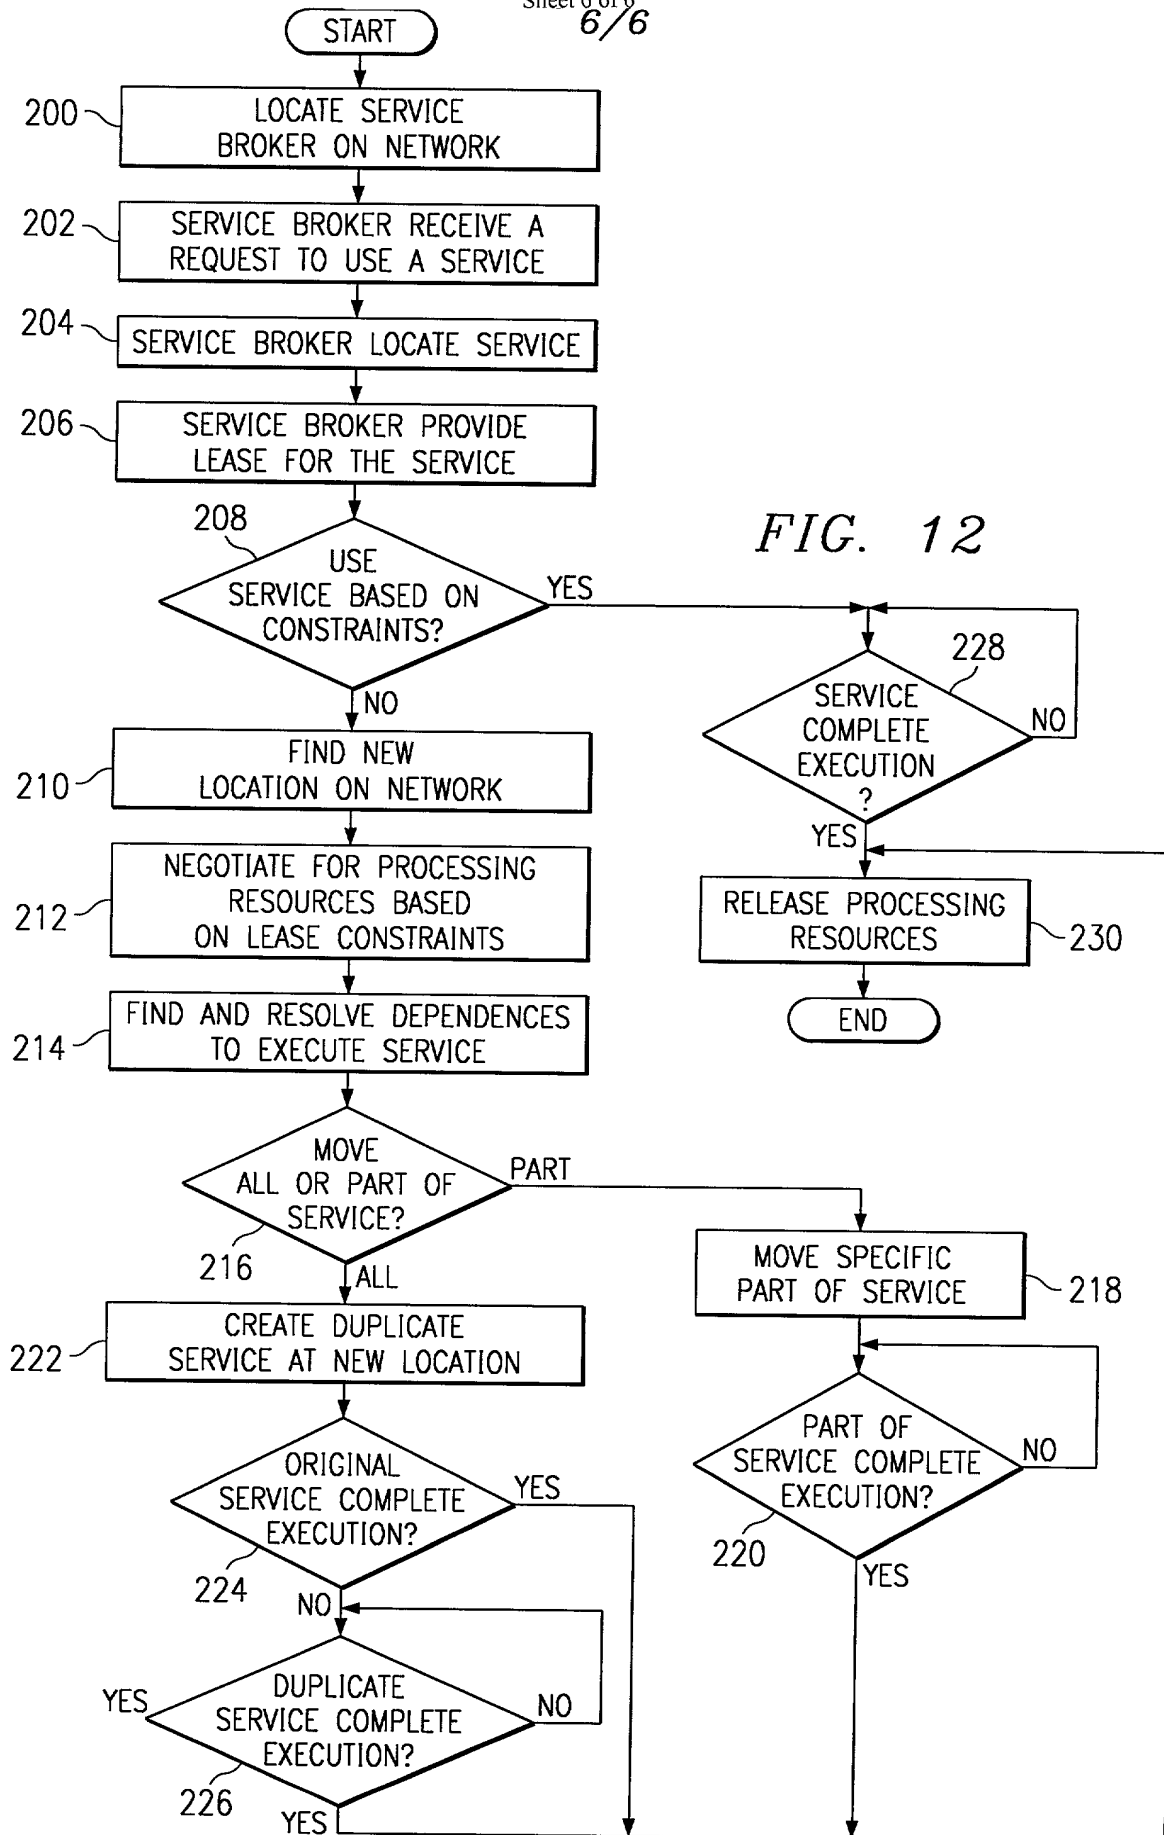 Sheet 6 of 6
6/6
START
200
LOCATE SERVICE
BROKER ON NETWORK
202
SERVICE BROKER RECEIVE A
REQUEST TO USE A SERVICE
204
SERVICE BROKER LOCATE SERVICE
206
SERVICE BROKER PROVIDE
LEASE FOR THE SERVICE
208
USE
SERVICE BASED ON
CONSTRAINTS?
YES
NO
FIG. 12
228
SERVICE
COMPLETE
EXECUTION
?
NO
YES
210
FIND NEW
LOCATION ON NETWORK
212
NEGOTIATE FOR PROCESSING
RESOURCES BASED
ON LEASE CONSTRAINTS
RELEASE PROCESSING
RESOURCES
230
END
214
FIND AND RESOLVE DEPENDENCES
TO EXECUTE SERVICE
MOVE
ALL OR PART OF
SERVICE?
216
PART
ALL
MOVE SPECIFIC
PART OF SERVICE
218
222
CREATE DUPLICATE
SERVICE AT NEW LOCATION
PART OF
SERVICE COMPLETE
EXECUTION?
NO
220
YES
ORIGINAL
SERVICE COMPLETE
EXECUTION?
YES
224
NO
YES
DUPLICATE
SERVICE COMPLETE
EXECUTION?
NO
226
YES